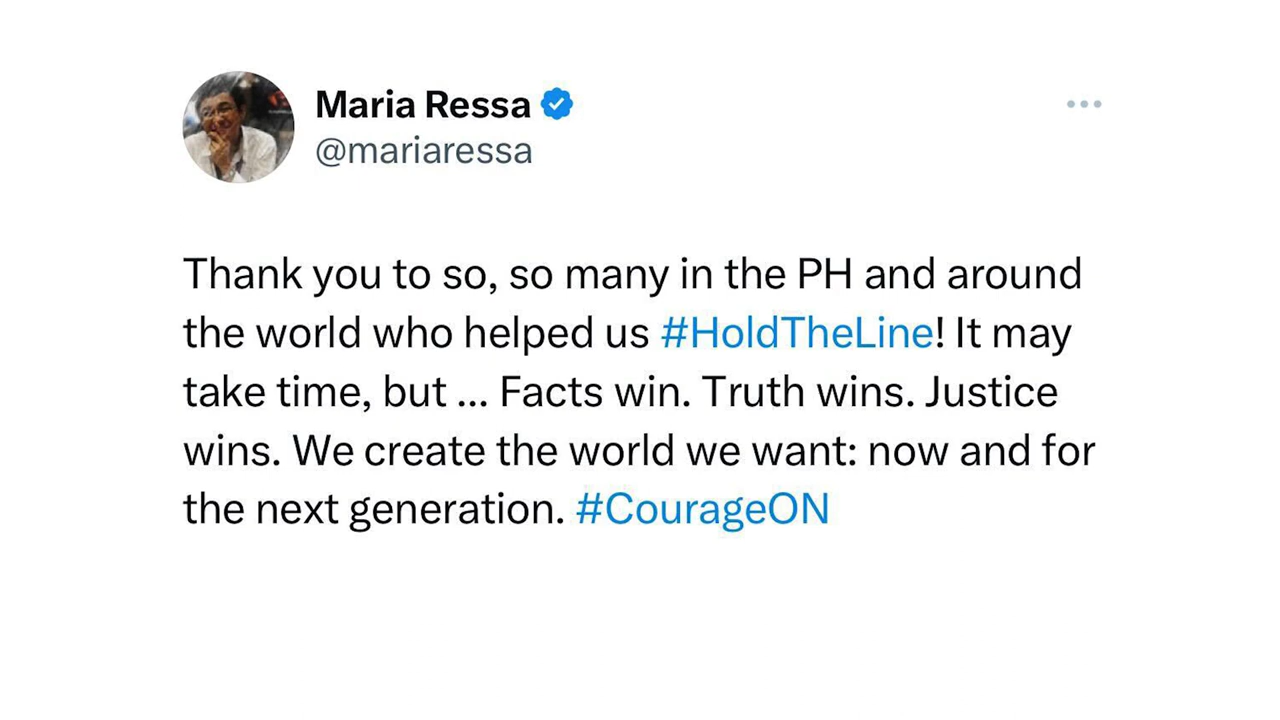 Maria Ressa
@mariaressa
Thank you to so, so many in the PH and around
the world who helped us #HoldTheLine! It may
take time, but ... Facts win. Truth wins. Justice
wins. We create the world we want: now and for
the next generation. #CourageON